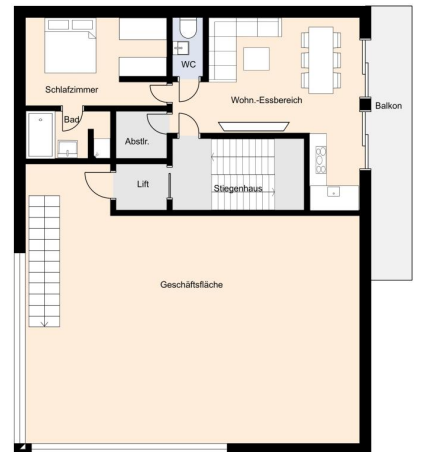 WC
Schlafzimmer
Wohn.-Essbereich
Balkon
Bad
Abstlr.
Lift
Stiegenhaus
Geschäftsfläche